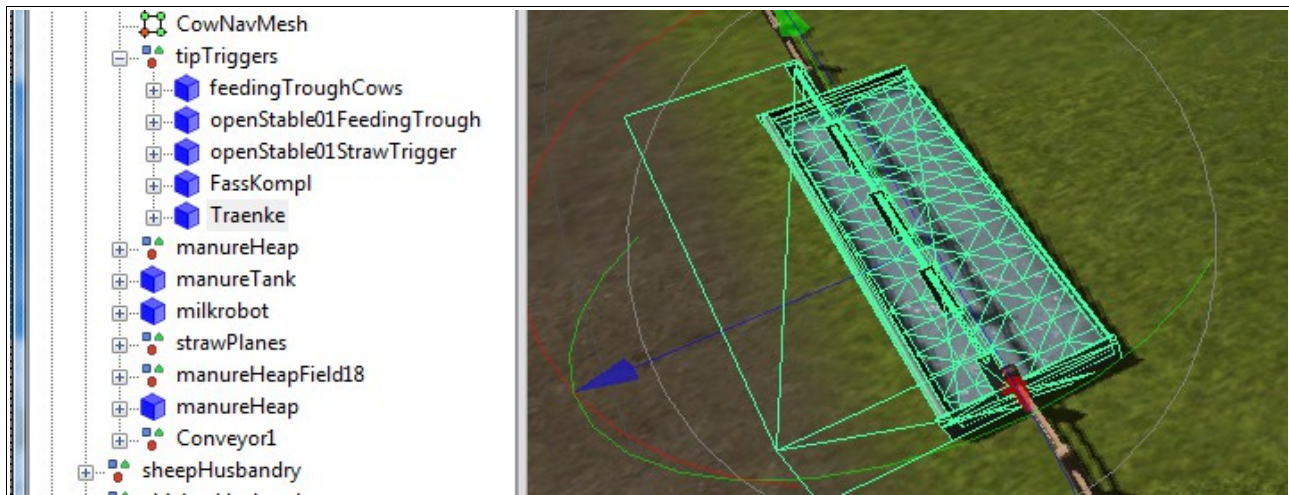 CowNavMesh
tipTriggers
feedingTroughCows
openStable01FeedingTrough
openStable01StrawTrigger
FassKompl
Traenke
manureHeap
manureTank
milkrobot
strawPlanes
manureHeapField18
manureHeap
Conveyor1
sheepHusbandry